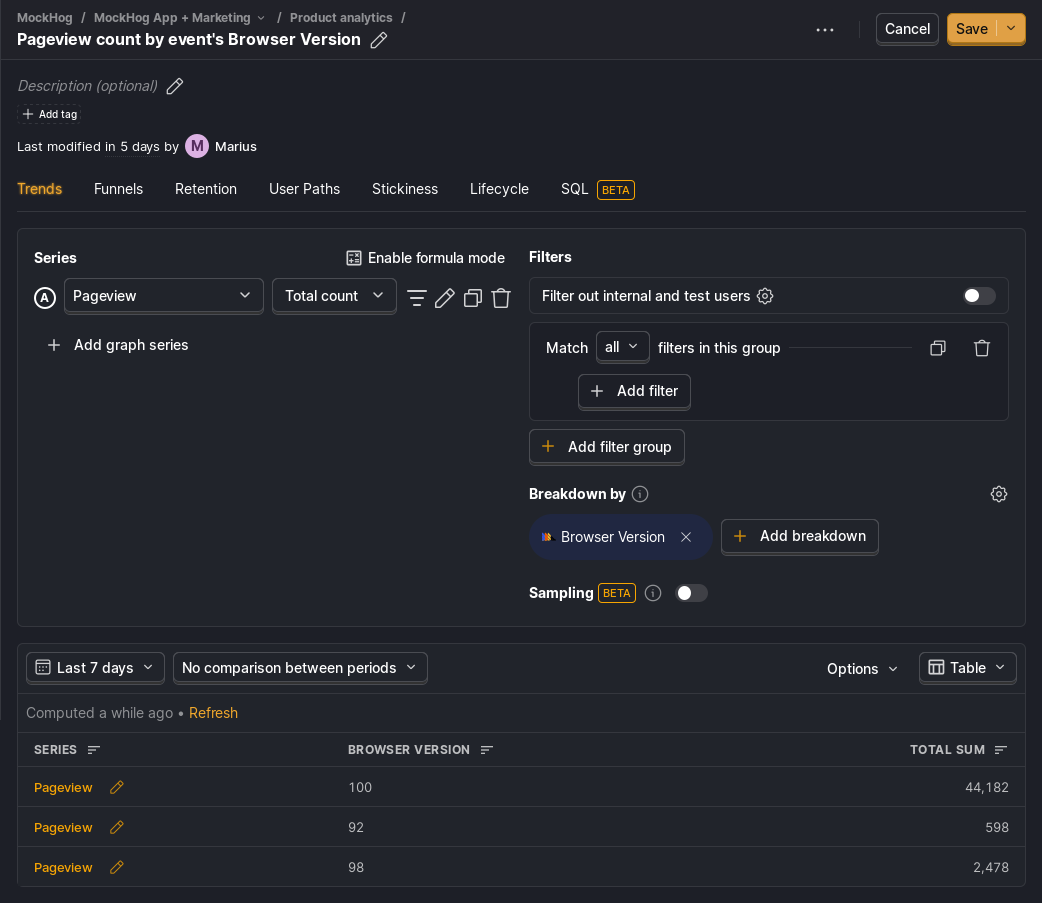 MockHog / MockHog App + Marketing / Product analytics /
Pageview count by event's Browser Version
Cancel
Save
Description (optional)
Add tag
Last modified in 5 days by M Marius
Trends Funnels Retention User Paths Stickiness Lifecycle SQL BETA
Series
Enable formula mode
A Pageview Total count
Add graph series
Filters
Filter out internal and test users
Match all filters in this group
Add filter
Add filter group
Breakdown by
Browser Version
Add breakdown
Sampling BETA
Last 7 days
No comparison between periods
Options
Table
Computed a while ago • Refresh
SERIES BROWSER VERSION TOTAL SUM
Pageview 100 44,182
Pageview 92 598
Pageview 98 2,478